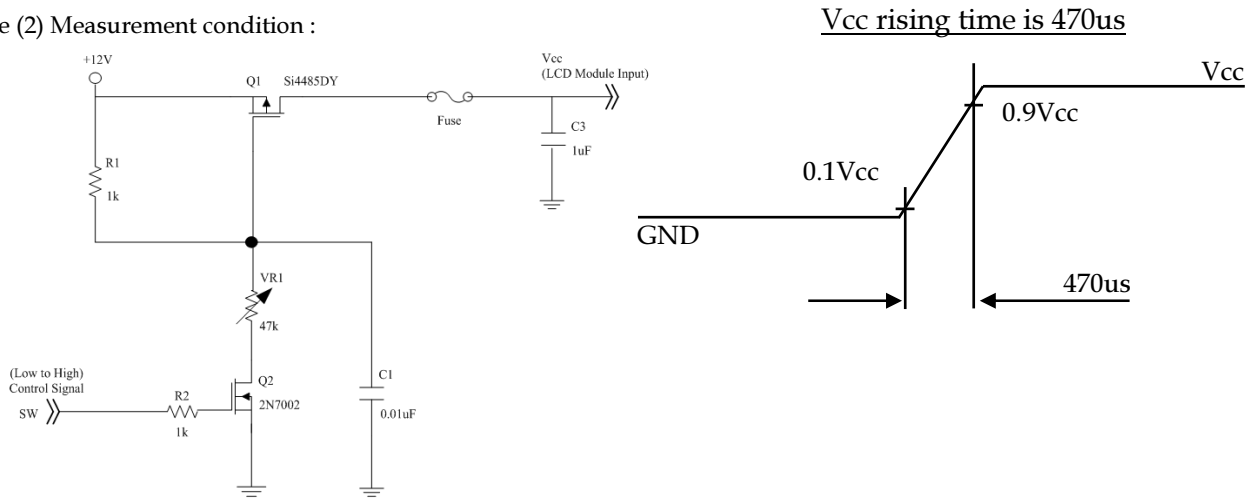 e (2) Measurement condition :
Vcc rising time is 470us
+12V
Q1
Si4485DY
Vcc
(LCD Module Input)
Fuse
C3
1uF
R1
1k
VR1
47k
(Low to High)
Control Signal
SW
R2
1k
Q2
2N7002
C1
0.01uF
Vcc
0.9Vcc
0.1Vcc
GND
470us